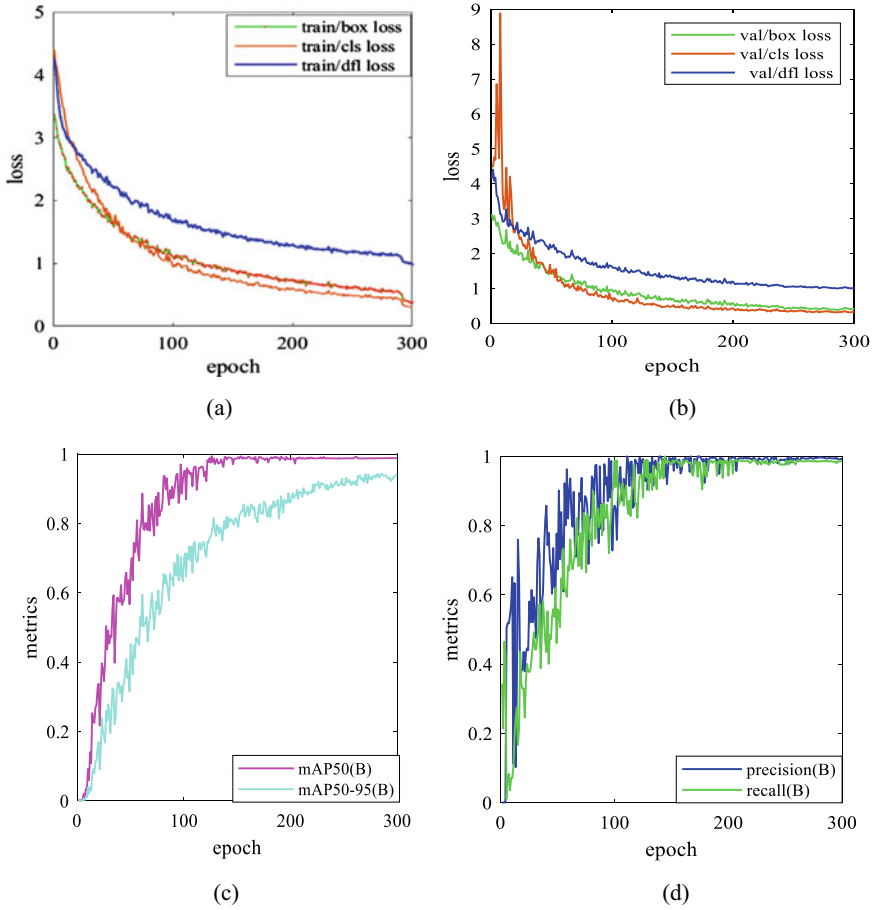 5
4
3
2
1
0
loss
train/box loss
train/cls loss
train/dfl loss
0
100
200
300
epoch
(a)
9
8
7
6
5
4
3
2
1
0
loss
val/box loss
val/cls loss
val/dfl loss
0
100
200
300
epoch
(b)
1
0.8
0.6
0.4
0.2
0
metrics
mAP50(B)
mAP50-95(B)
0
100
200
300
epoch
(c)
1
0.8
0.6
0.4
0.2
0
metrics
precision(B)
recall(B)
0
100
200
300
epoch
(d)